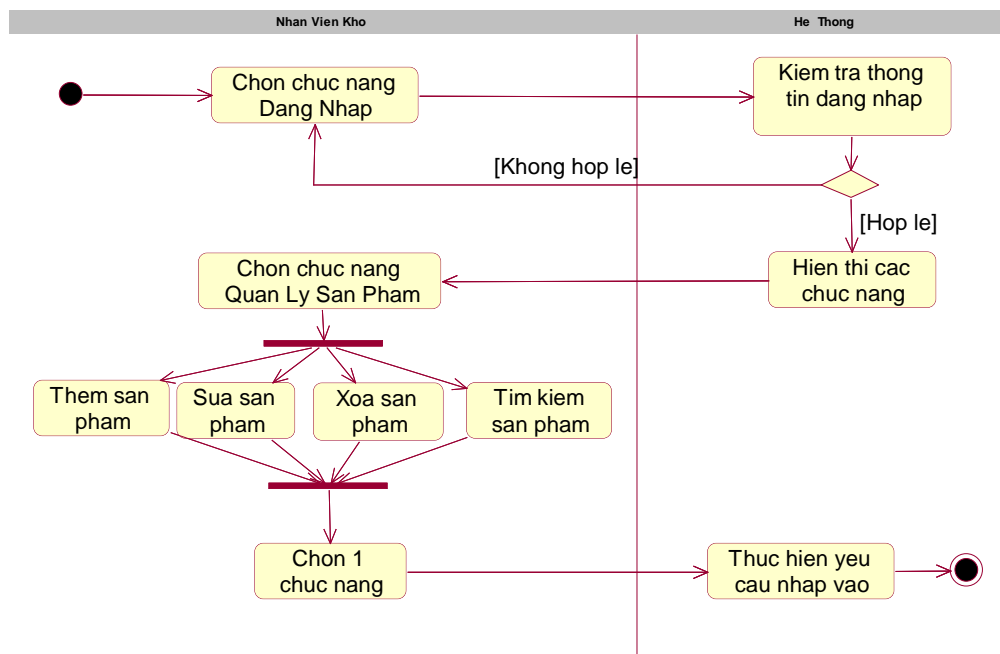 Nhan Vien Kho
He Thong
Chon chuc nang
Dang Nhap
Kiem tra thong
tin dang nhap
[Khong hop le]
[Hop le]
Chon chuc nang
Quan Ly San Pham
Hien thi cac
chuc nang
Them san
pham
Sua san
pham
Xoa san
pham
Tim kiem
san pham
Chon 1
chuc nang
Thuc hien yeu
cau nhap vao